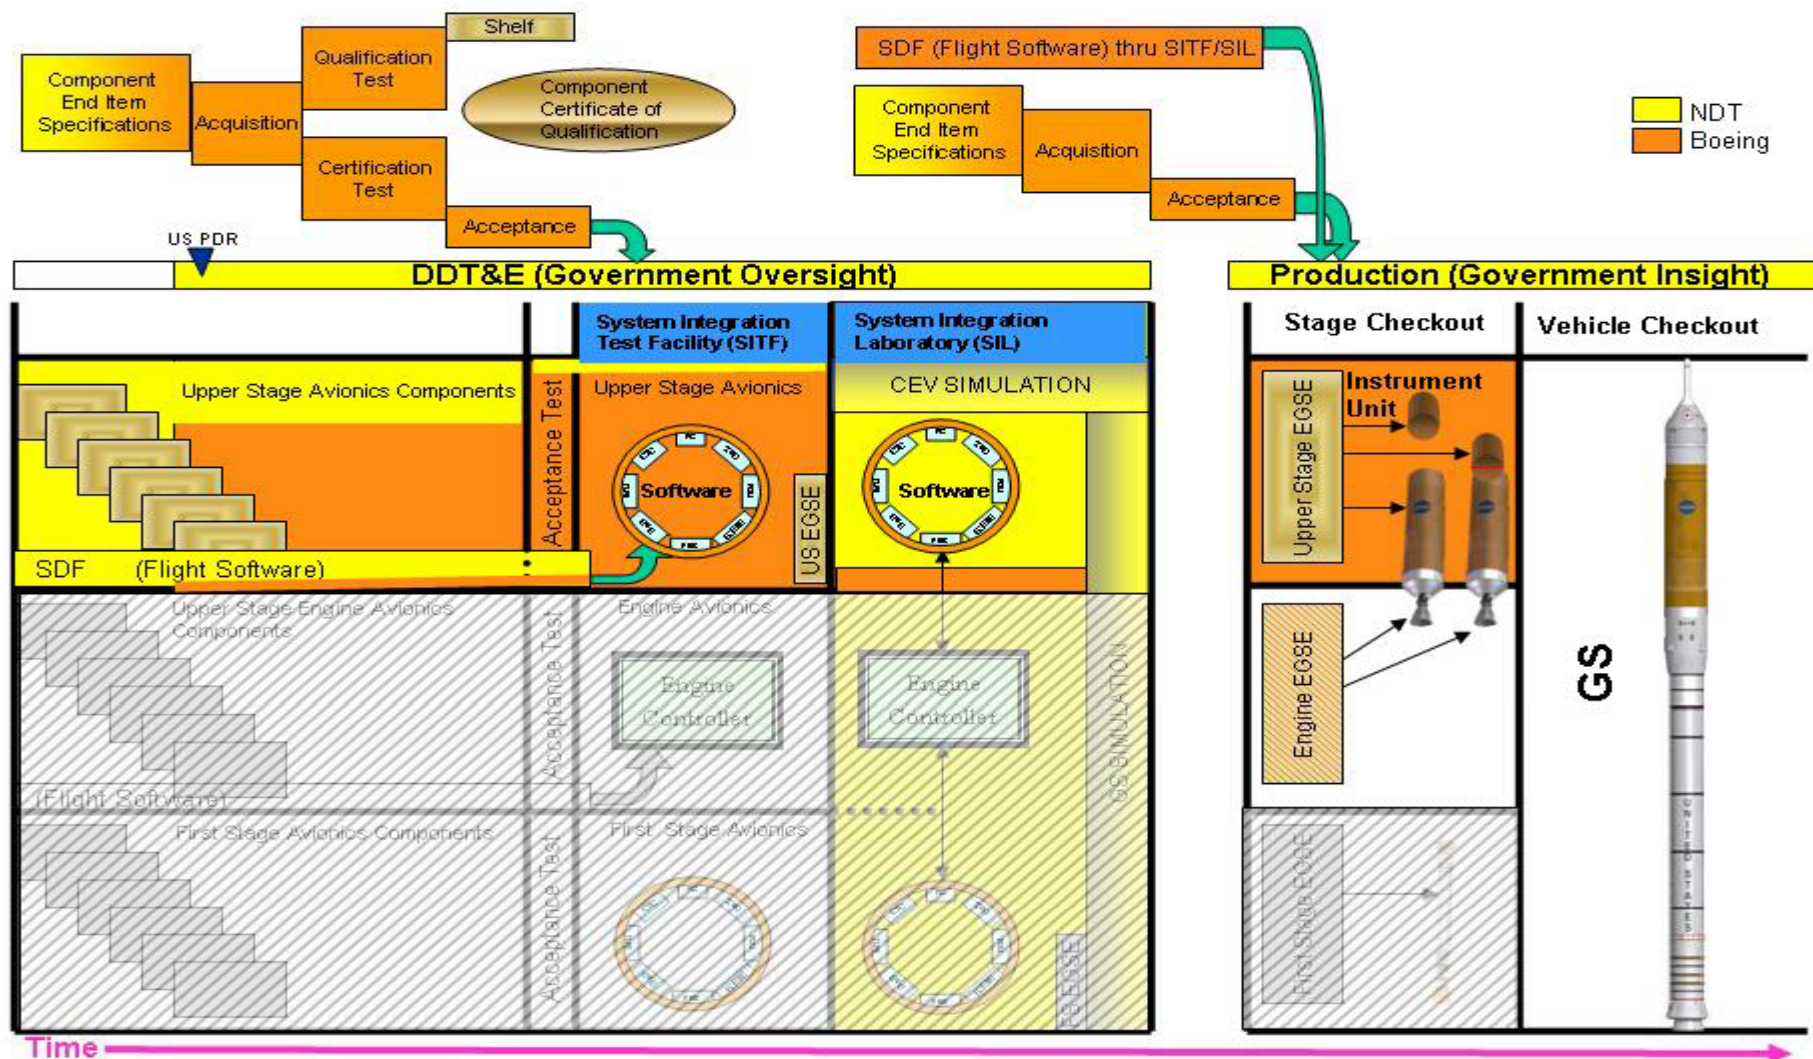 Shelf
Qualification
Test
Component
End Item
Specifications
Acquisition
Component
Certificate of
Qualification
Certification
Test
Acceptance
SDF (Flight Software) thru SITF/SIL
Component
End Item
Specifications
Acquisition
Acceptance
NDT
Boeing
US PDR
DDT&E (Government Oversight)
Production (Government Insight)
System Integration
Test Facility (SITF)
System Integration
Laboratory (SIL)
Stage Checkout
Vehicle Checkout
Upper Stage Avionics Components
Acceptance Test
Upper Stage Avionics
CEV SIMULATION
Software
US EGSE
Software
Upper Stage EGSE
Instrument
Unit
SDF (Flight Software)
Upper Stage Engine Avionics
Components
Acceptance Test
Engine Avionics
Engine
Controller
Engine
Controller
GS SIMULATION
Engine EGSE
GS
(Flight Software)
First Stage Avionics Components
Acceptance Test
First Stage Avionics
FS EGSE
First Stage EGSE
UNITED STATES
Time